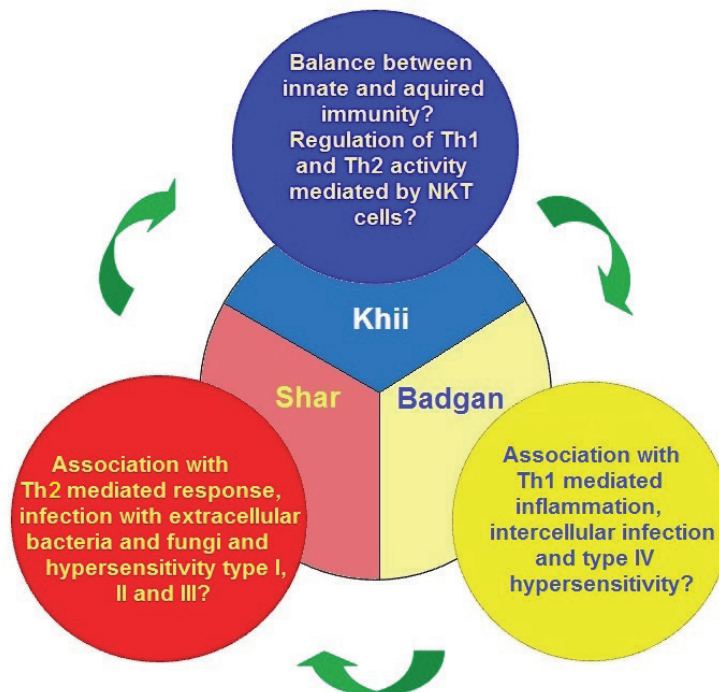 Balance between
innate and aquired
immunity?
Regulation of Th1
and Th2 activity
mediated by NKT
cells?
Khii
Shar
Badgan
Association with
Th2 mediated response,
infection with extracellular
bacteria and fungi and
hypersensitivity type I,
II and III?
Association with
Th1 mediated
inflammation,
intercellular infection
and type IV
hypersensitivity?